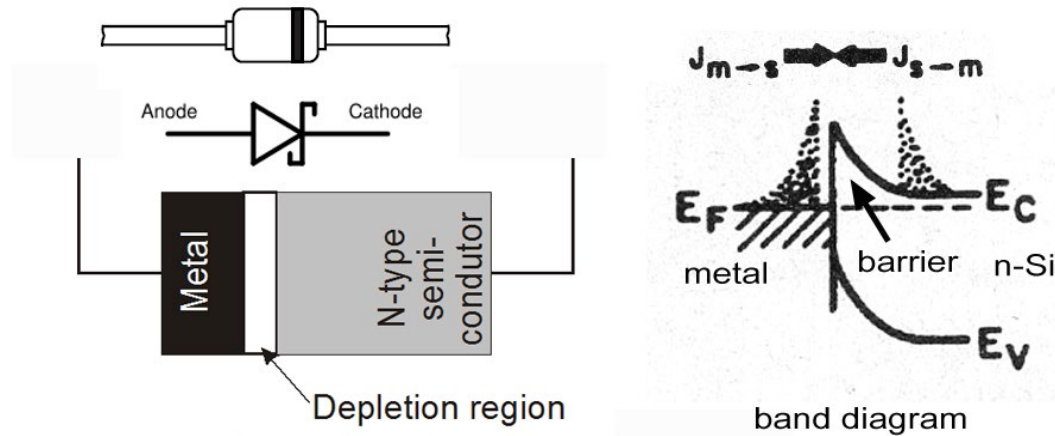 Anode
Cathode
Metal
N-type
semi-
condutor
Depletion region
Jm→s
Js→m
EF
EC
metal
barrier
n-Si
EV
band diagram